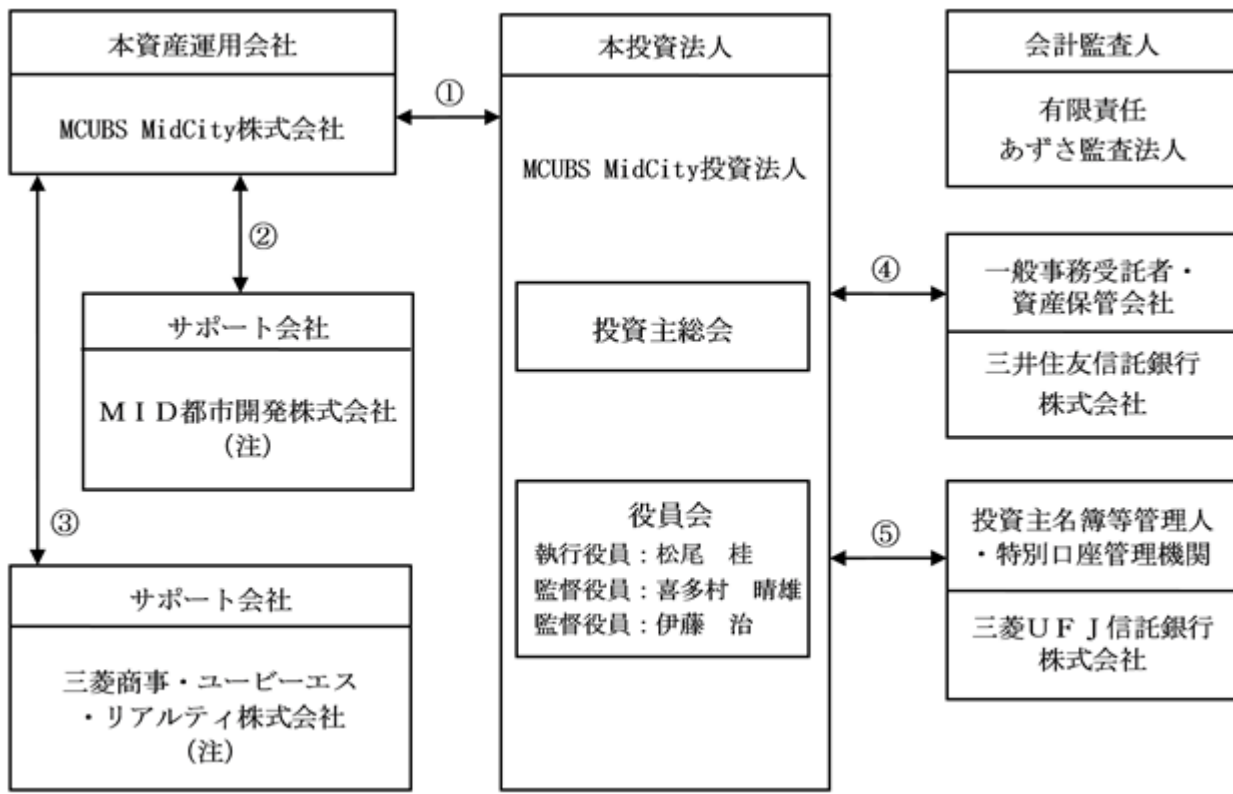 本資産運用会社
MCUBS MidCity株式会社
①
②
サポート会社
ＭＩＤ都市開発株式会社
(注)
③
サポート会社
三菱商事・ユービーエス
・リアルティ株式会社
(注)
本投資法人
MCUBS MidCity投資法人
投資主総会
役員会
執行役員：松尾　桂
監督役員：喜多村　晴雄
監督役員：伊藤　治
会計監査人
有限責任
あずさ監査法人
④
一般事務受託者・
資産保管会社
三井住友信託銀行
株式会社
⑤
投資主名簿等管理人
・特別口座管理機関
三菱ＵＦＪ信託銀行
株式会社